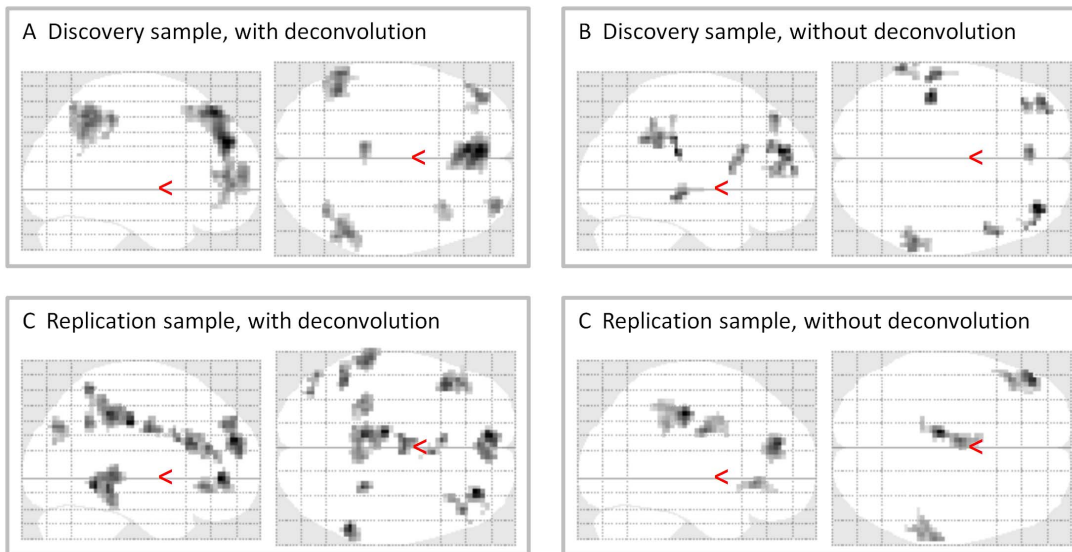 A Discovery sample, with deconvolution
B Discovery sample, without deconvolution
C Replication sample, with deconvolution
C Replication sample, without deconvolution